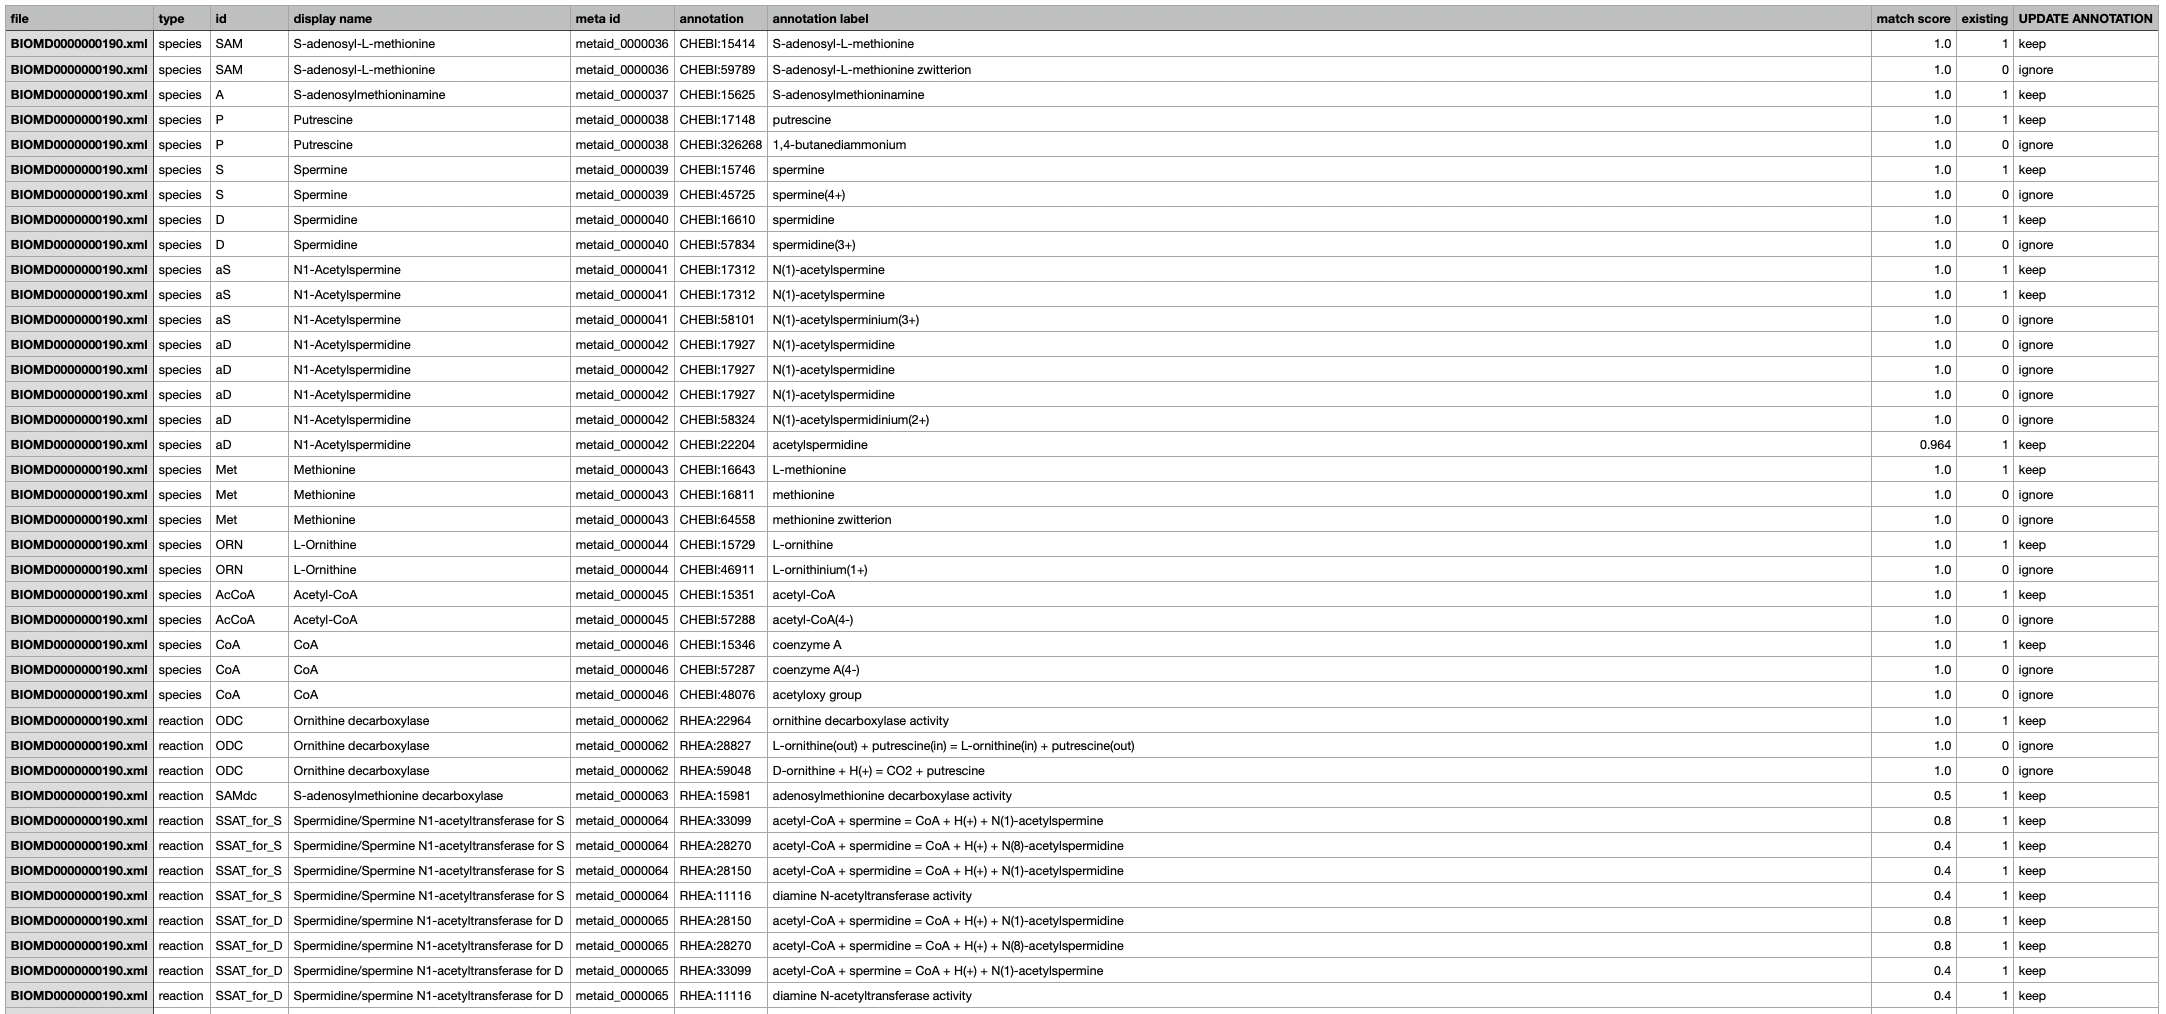 file type id display name meta id annotation annotation label match score existing UPDATE ANNOTATION
BIOMD0000000190.xml species SAM S-adenosyl-L-methionine metaid_0000036 CHEBI:15414 S-adenosyl-L-methionine 1.0 1 keep
BIOMD0000000190.xml species SAM S-adenosyl-L-methionine metaid_0000036 CHEBI:59789 S-adenosyl-L-methionine zwitterion 1.0 0 ignore
BIOMD0000000190.xml species A S-adenosylmethioninamine metaid_0000037 CHEBI:15625 S-adenosylmethioninamine 1.0 1 keep
BIOMD0000000190.xml species P Putrescine metaid_0000038 CHEBI:17148 putrescine 1.0 1 keep
BIOMD0000000190.xml species P Putrescine metaid_0000038 CHEBI:326268 1,4-butanediammonium 1.0 0 ignore
BIOMD0000000190.xml species S Spermine metaid_0000039 CHEBI:15746 spermine 1.0 1 keep
BIOMD0000000190.xml species S Spermine metaid_0000039 CHEBI:45725 spermine(4+) 1.0 0 ignore
BIOMD0000000190.xml species D Spermidine metaid_0000040 CHEBI:16610 spermidine 1.0 1 keep
BIOMD0000000190.xml species D Spermidine metaid_0000040 CHEBI:57834 spermidine(3+) 1.0 0 ignore
BIOMD0000000190.xml species aS N1-Acetylspermine metaid_0000041 CHEBI:17312 N(1)-acetylspermine 1.0 1 keep
BIOMD0000000190.xml species aS N1-Acetylspermine metaid_0000041 CHEBI:17312 N(1)-acetylspermine 1.0 1 keep
BIOMD0000000190.xml species aS N1-Acetylspermine metaid_0000041 CHEBI:58101 N(1)-acetylsperminium(3+) 1.0 0 ignore
BIOMD0000000190.xml species aD N1-Acetylspermidine metaid_0000042 CHEBI:17927 N(1)-acetylspermidine 1.0 0 ignore
BIOMD0000000190.xml species aD N1-Acetylspermidine metaid_0000042 CHEBI:17927 N(1)-acetylspermidine 1.0 0 ignore
BIOMD0000000190.xml species aD N1-Acetylspermidine metaid_0000042 CHEBI:17927 N(1)-acetylspermidine 1.0 0 ignore
BIOMD0000000190.xml species aD N1-Acetylspermidine metaid_0000042 CHEBI:58324 N(1)-acetylspermidinium(2+) 1.0 0 ignore
BIOMD0000000190.xml species aD N1-Acetylspermidine metaid_0000042 CHEBI:22204 acetylspermidine 0.964 1 keep
BIOMD0000000190.xml species Met Methionine metaid_0000043 CHEBI:16643 L-methionine 1.0 1 keep
BIOMD0000000190.xml species Met Methionine metaid_0000043 CHEBI:16811 methionine 1.0 0 ignore
BIOMD0000000190.xml species Met Methionine metaid_0000043 CHEBI:64558 methionine zwitterion 1.0 0 ignore
BIOMD0000000190.xml species ORN L-Ornithine metaid_0000044 CHEBI:15729 L-ornithine 1.0 1 keep
BIOMD0000000190.xml species ORN L-Ornithine metaid_0000044 CHEBI:46911 L-ornithinium(1+) 1.0 0 ignore
BIOMD0000000190.xml species AcCoA Acetyl-CoA metaid_0000045 CHEBI:15351 acetyl-CoA 1.0 1 keep
BIOMD0000000190.xml species AcCoA Acetyl-CoA metaid_0000045 CHEBI:57288 acetyl-CoA(4-) 1.0 0 ignore
BIOMD0000000190.xml species CoA CoA metaid_0000046 CHEBI:15346 coenzyme A 1.0 1 keep
BIOMD0000000190.xml species CoA CoA metaid_0000046 CHEBI:57287 coenzyme A(4-) 1.0 0 ignore
BIOMD0000000190.xml species CoA CoA metaid_0000046 CHEBI:48076 acetyloxy group 1.0 0 ignore
BIOMD0000000190.xml reaction ODC Ornithine decarboxylase metaid_0000062 RHEA:22964 ornithine decarboxylase activity 1.0 1 keep
BIOMD0000000190.xml reaction ODC Ornithine decarboxylase metaid_0000062 RHEA:28827 L-ornithine(out) + putrescine(in) = L-ornithine(in) + putrescine(out) 1.0 0 ignore
BIOMD0000000190.xml reaction ODC Ornithine decarboxylase metaid_0000062 RHEA:59048 D-ornithine + H(+) = CO2 + putrescine 1.0 0 ignore
BIOMD0000000190.xml reaction SAMdc S-adenosylmethionine decarboxylase metaid_0000063 RHEA:15981 adenosylmethionine decarboxylase activity 0.5 1 keep
BIOMD0000000190.xml reaction SSAT_for_S Spermidine/Spermine N1-acetyltransferase for S metaid_0000064 RHEA:33099 acetyl-CoA + spermine = CoA + H(+) + N(1)-acetylspermine 0.8 1 keep
BIOMD0000000190.xml reaction SSAT_for_S Spermidine/Spermine N1-acetyltransferase for S metaid_0000064 RHEA:28270 acetyl-CoA + spermidine = CoA + H(+) + N(8)-acetylspermidine 0.4 1 keep
BIOMD0000000190.xml reaction SSAT_for_S Spermidine/Spermine N1-acetyltransferase for S metaid_0000064 RHEA:28150 acetyl-CoA + spermidine = CoA + H(+) + N(1)-acetylspermidine 0.4 1 keep
BIOMD0000000190.xml reaction SSAT_for_S Spermidine/Spermine N1-acetyltransferase for S metaid_0000064 RHEA:11116 diamine N-acetyltransferase activity 0.4 1 keep
BIOMD0000000190.xml reaction SSAT_for_D Spermidine/spermine N1-acetyltransferase for D metaid_0000065 RHEA:28150 acetyl-CoA + spermidine = CoA + H(+) + N(1)-acetylspermidine 0.8 1 keep
BIOMD0000000190.xml reaction SSAT_for_D Spermidine/spermine N1-acetyltransferase for D metaid_0000065 RHEA:28270 acetyl-CoA + spermidine = CoA + H(+) + N(8)-acetylspermidine 0.8 1 keep
BIOMD0000000190.xml reaction SSAT_for_D Spermidine/spermine N1-acetyltransferase for D metaid_0000065 RHEA:33099 acetyl-CoA + spermine = CoA + H(+) + N(1)-acetylspermine 0.4 1 keep
BIOMD0000000190.xml reaction SSAT_for_D Spermidine/spermine N1-acetyltransferase for D metaid_0000065 RHEA:11116 diamine N-acetyltransferase activity 0.4 1 keep